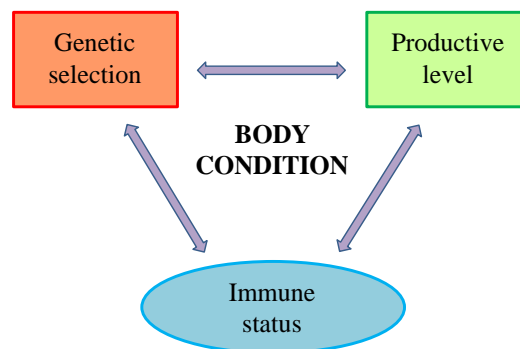 Genetic
selection
Productive
level
BODY
CONDITION
Immune
status